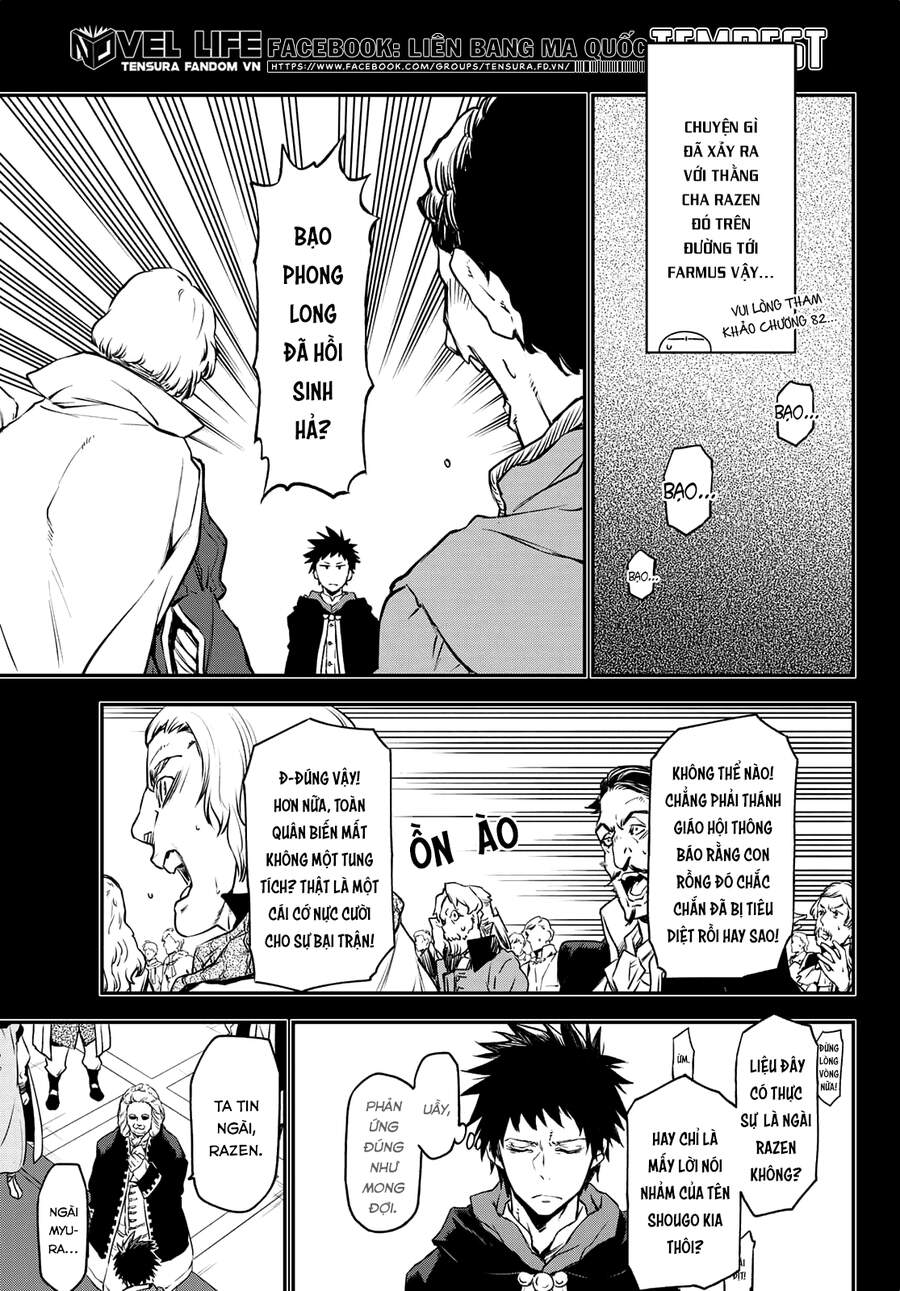 NOVEL LIFE
TENSURA FANDOM VN
FACEBOOK: LIÊN BANG MA QUỐC TEMPEST
HTTPS://WWW.FACEBOOK.COM/GROUPS/TENSURA.FD.VN/
CHUYỆN GÌ
ĐÃ XẢY RA
VỚI THẰNG
CHA RAZEN
ĐÓ TRÊN
ĐƯỜNG TỚI
FARMUS VẬY...
VUI LÒNG THAM
KHẢO CHƯƠNG 82...
BẠO...
BẠO...
BẠO...
BẠO
PHONG
LONG
ĐÃ HỒI
SINH
HẢ?
KHÔNG THỂ NÀO!
CHẲNG PHẢI THÁNH
GIÁO HỘI THÔNG
BÁO RẰNG CON
RỒNG ĐÓ CHẮC
CHẮN ĐÃ BỊ TIÊU
DIỆT RỒI HAY SAO!
ỒN ÀO
Đ-ĐÚNG VẬY!
HƠN NỮA, TOÀN
QUÂN BIẾN MẤT
KHÔNG MỘT TUNG
TÍCH? THẬT LÀ MỘT
CÁI CỚ NỰC CƯỜI
CHO SỰ BẠI TRẬN!
ĐỪNG
LÒNG
VÒNG
NỮA!
LIỆU ĐÂY
CÓ THỰC
SỰ LÀ NGÀI
RAZEN
KHÔNG?
ỪM.
HAY CHỈ LÀ
MẤY LỜI NÓI
NHẢM CỦA TÊN
SHOUGO KIA
THÔI?
UẦY,
PHẢN
ỨNG
ĐÚNG
NHƯ
MONG
ĐỢI.
TA TIN
NGÀI,
RAZEN.
NGÀI
MYU-
RA...